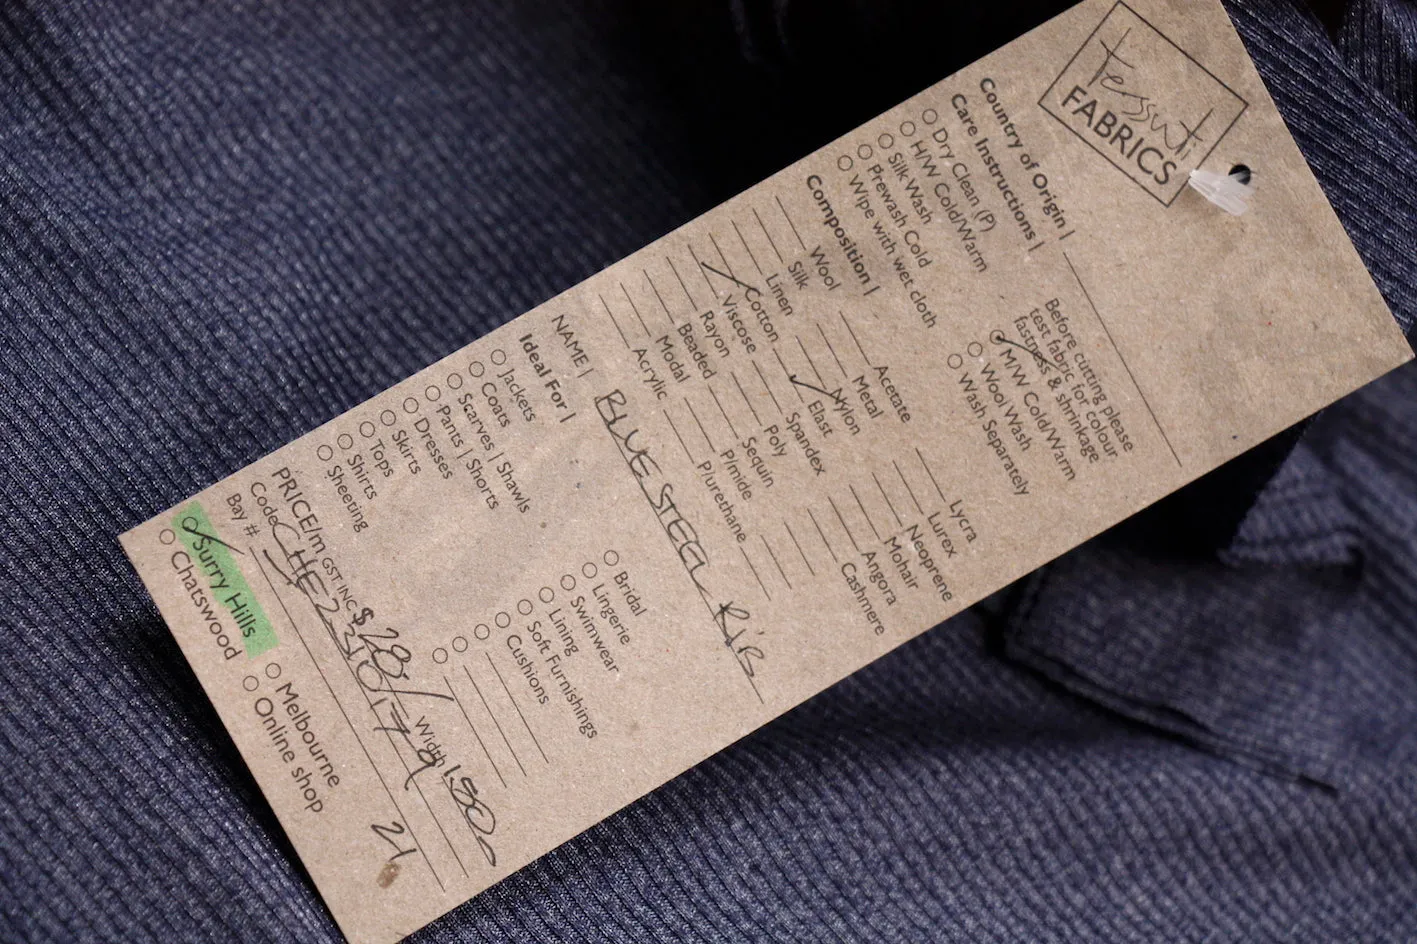 Tessuti
FABRICS
Country of Origin |
Care Instructions |
Dry Clean (P)
H/W Cold/Warm
Silk Wash
Prewash Cold
Wipe with wet cloth
Before cutting please
test fabric for colour
fastness & shrinkage
M/W Cold/Warm
Wool Wash
Wash Separately
Composition |
Wool
Silk
Linen
Cotton
Viscose
Rayon
Beaded
Modal
Acrylic
Acetate
Metal
Nylon
Elast
Spandex
Poly
Sequin
P/mide
P/urethane
Lycra
Lurex
Neoprene
Mohair
Angora
Cashmere
NAME | BLUE STEEL RIB
Ideal For |
Jackets
Coats
Scarves | Shawls
Pants | Shorts
Dresses
Skirts
Tops
Shirts
Sheeting
Bridal
Lingerie
Swimwear
Lining
Soft Furnishings
Cushions
PRICE/m GST INC $28/ Width 1500
Code
Bay # 21
Surry Hills
Chatswood
Melbourne
Online shop